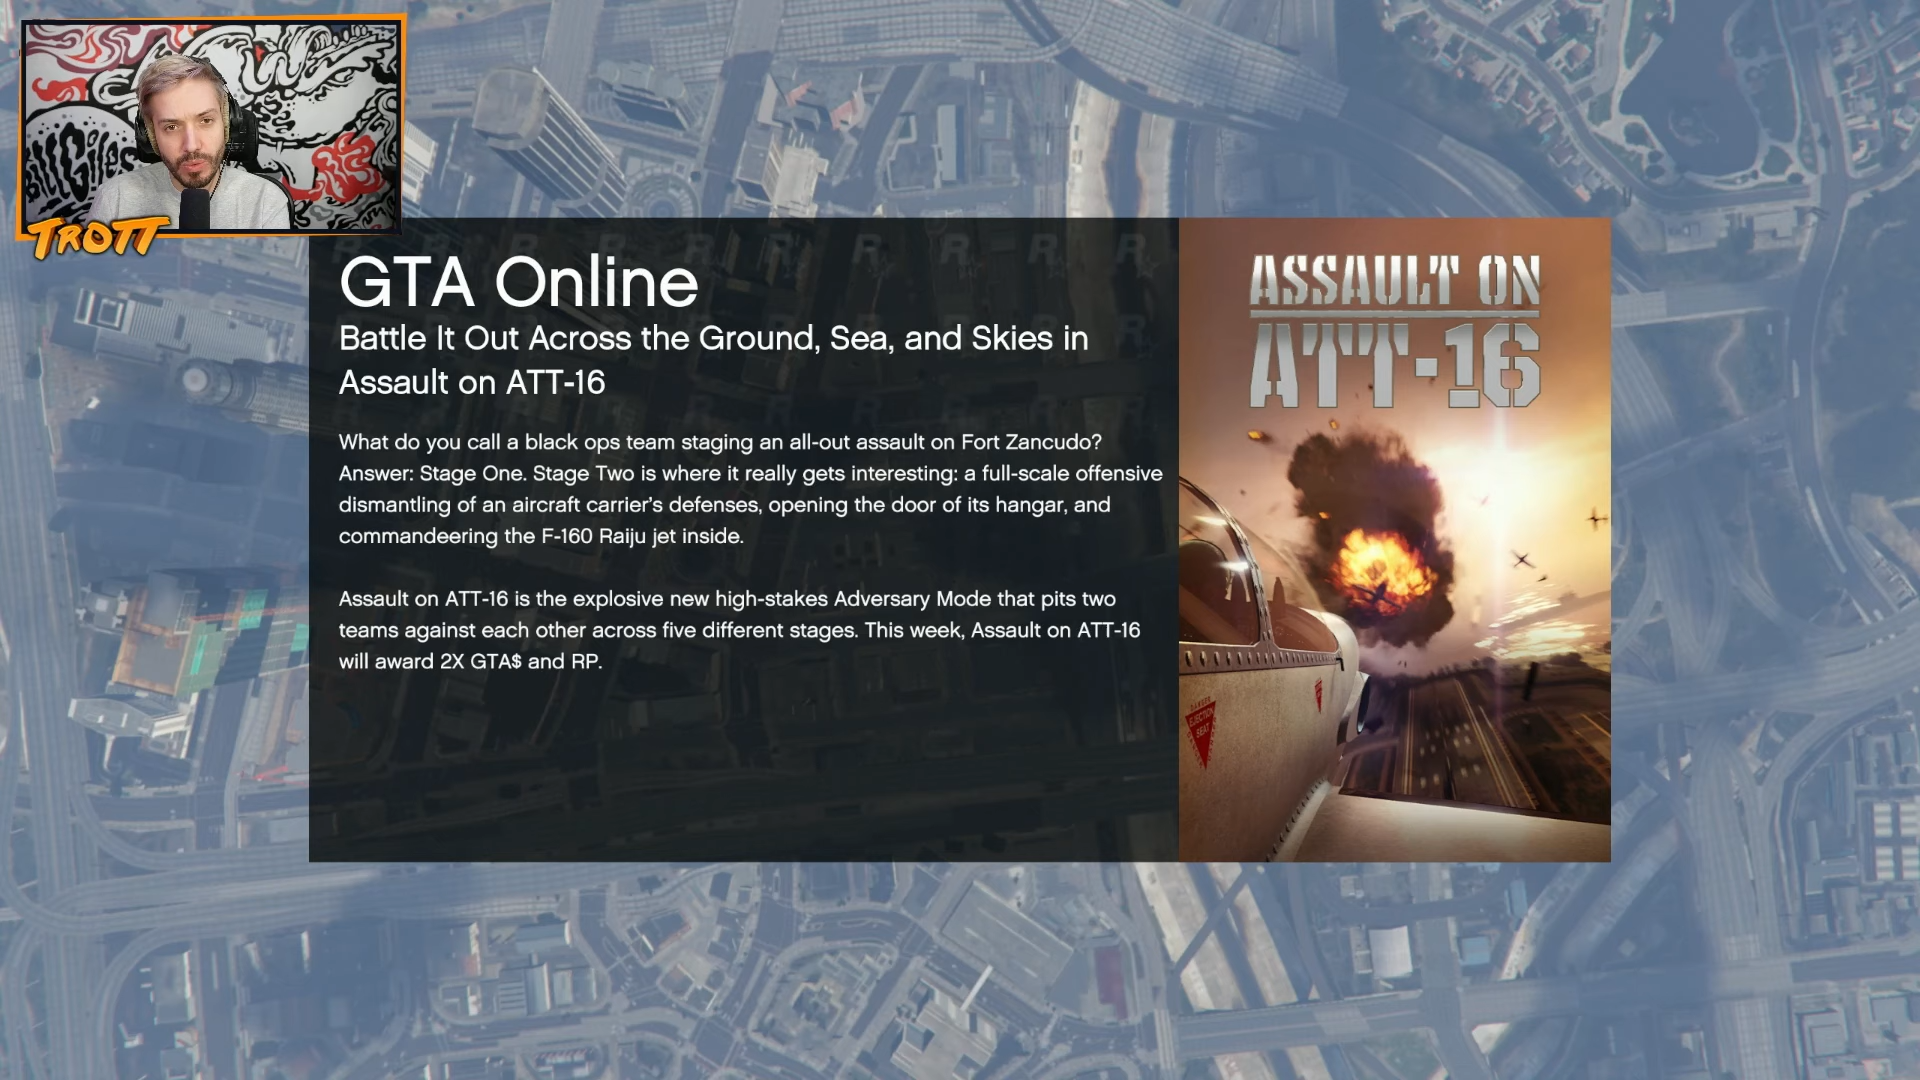 TROTT
GTA Online
Battle It Out Across the Ground, Sea, and Skies in
Assault on ATT-16
What do you call a black ops team staging an all-out assault on Fort Zancudo?
Answer: Stage One. Stage Two is where it really gets interesting: a full-scale offensive
dismantling of an aircraft carrier's defenses, opening the door of its hangar, and
commandeering the F-160 Raiju jet inside.
Assault on ATT-16 is the explosive new high-stakes Adversary Mode that pits two
teams against each other across five different stages. This week, Assault on ATT-16
will award 2X GTA$ and RP.
ASSAULT ON
ATT-16
DANGER
EJECTION
SEAT